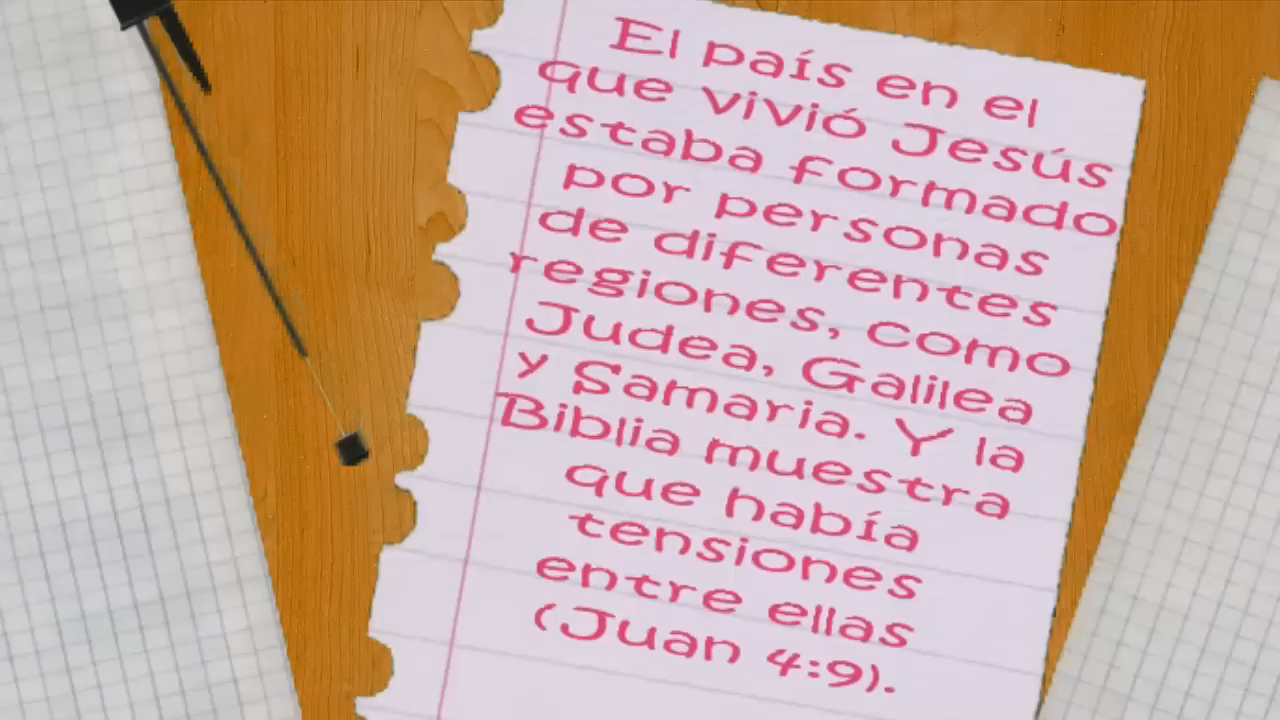 El país en el
que vivió Jesús
estaba formado
por personas
de diferentes
regiones, como
Judea, Galilea
y Samaria. Y la
Biblia muestra
que había
tensiones
entre ellas
(Juan 4:9).